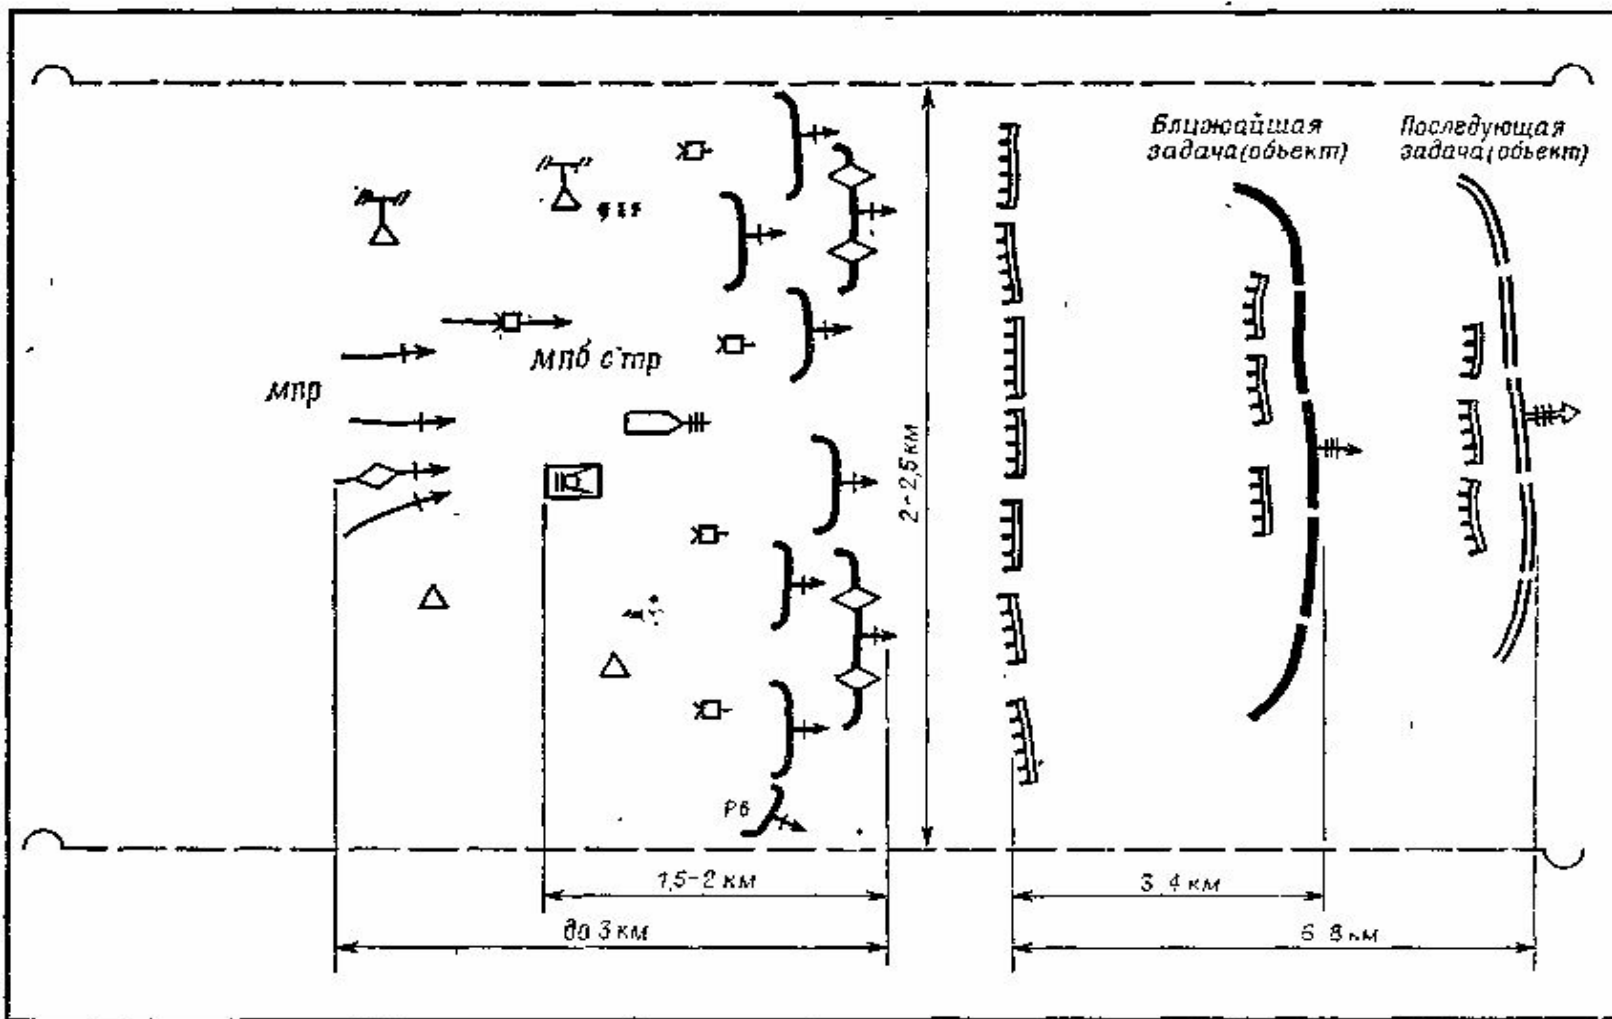 Ближайшая
задача(объект)
Последующая
задача(объект)
мпб с тр
мпр
2-2,5км
Рв
1,5-2 км
3 4 км
до 3 км
6 8 км